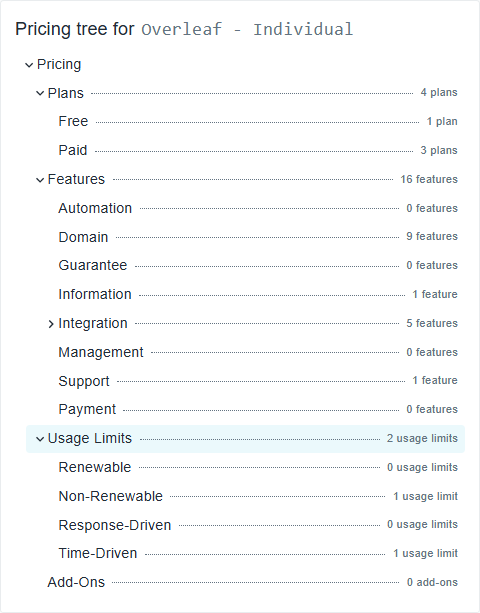 Pricing tree for Overleaf - Individual
Pricing
Plans 4 plans
Free 1 plan
Paid 3 plans
Features 16 features
Automation 0 features
Domain 9 features
Guarantee 0 features
Information 1 feature
Integration 5 features
Management 0 features
Support 1 feature
Payment 0 features
Usage Limits 2 usage limits
Renewable 0 usage limits
Non-Renewable 1 usage limit
Response-Driven 0 usage limits
Time-Driven 1 usage limit
Add-Ons 0 add-ons